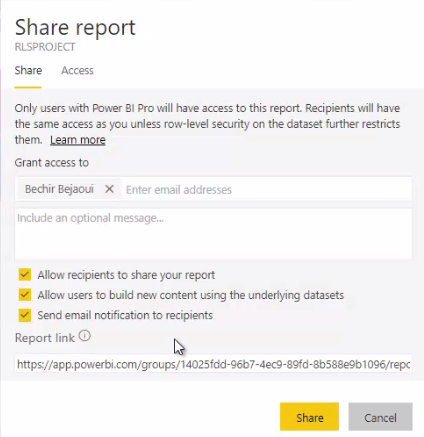 Share report
RLSPROJECT
Share Access
Only users with Power BI Pro will have access to this report. Recipients will have
the same access as you unless row-level security on the dataset further restricts
them. Learn more
Grant access to
Bechir Bejaoui × Enter email addresses
Include an optional message...
Allow recipients to share your report
Allow users to build new content using the underlying datasets
Send email notification to recipients
Report link
https://app.powerbi.com/groups/14025fdd-96b7-4ec9-89fd-8b588e9b1096/repo
Share Cancel